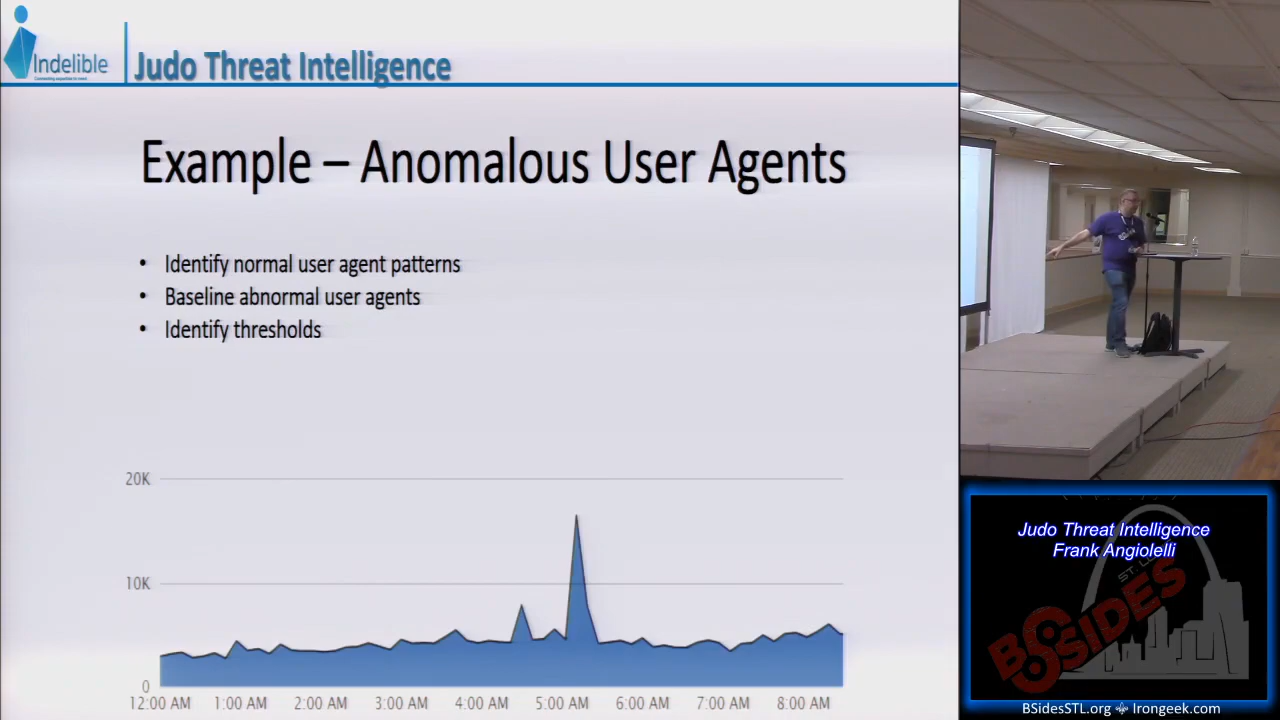 Indelible
Judo Threat Intelligence
Example – Anomalous User Agents
• Identify normal user agent patterns
• Baseline abnormal user agents
• Identify thresholds
20K
10K
0
12:00 AM 1:00 AM 2:00 AM 3:00 AM 4:00 AM 5:00 AM 6:00 AM 7:00 AM 8:00 AM
Judo Threat Intelligence
Frank Angiolelli
BSIDES
BSidesSTL.org Irongeek.com